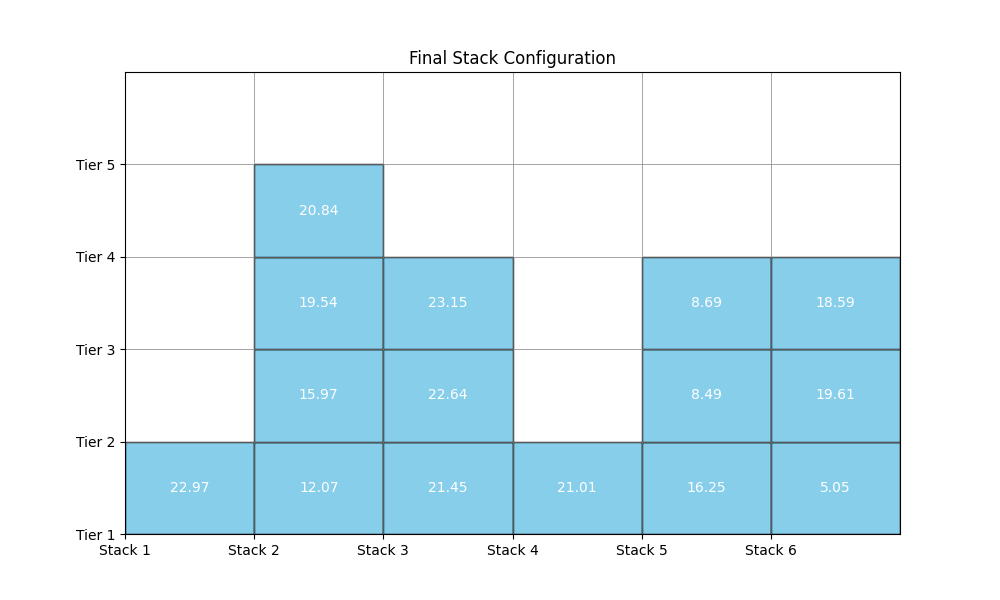 Final Stack Configuration
Tier 5
20.84
Tier 4
19.54 23.15 8.69 18.59
Tier 3
15.97 22.64 8.49 19.61
Tier 2
22.97 12.07 21.45 21.01 16.25 5.05
Tier 1
Stack 1 Stack 2 Stack 3 Stack 4 Stack 5 Stack 6